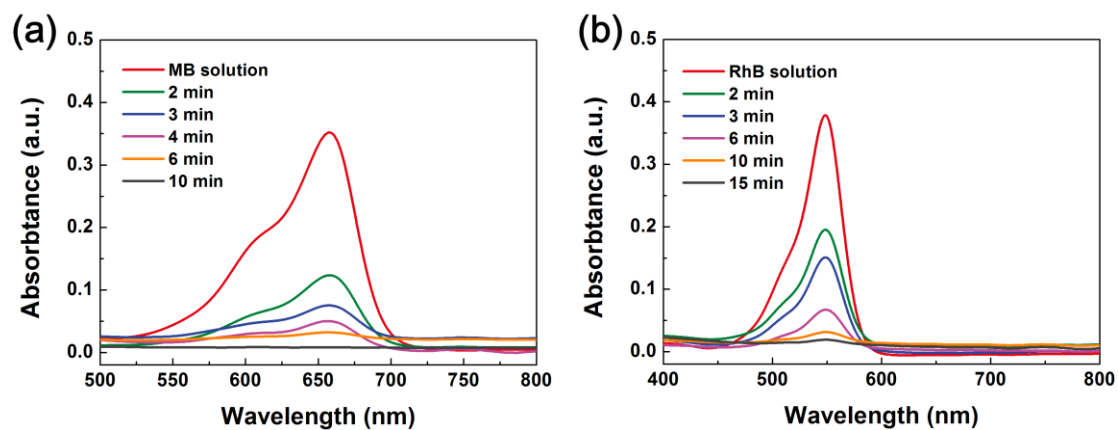 (a)
0.5
0.4
0.3
0.2
0.1
0.0
Absorbtance (a.u.)
MB solution
2 min
3 min
4 min
6 min
10 min
500 550 600 650 700 750 800
Wavelength (nm)
(b)
0.5
0.4
0.3
0.2
0.1
0.0
Absorbtance (a.u.)
RhB solution
2 min
3 min
6 min
10 min
15 min
400 500 600 700 800
Wavelength (nm)